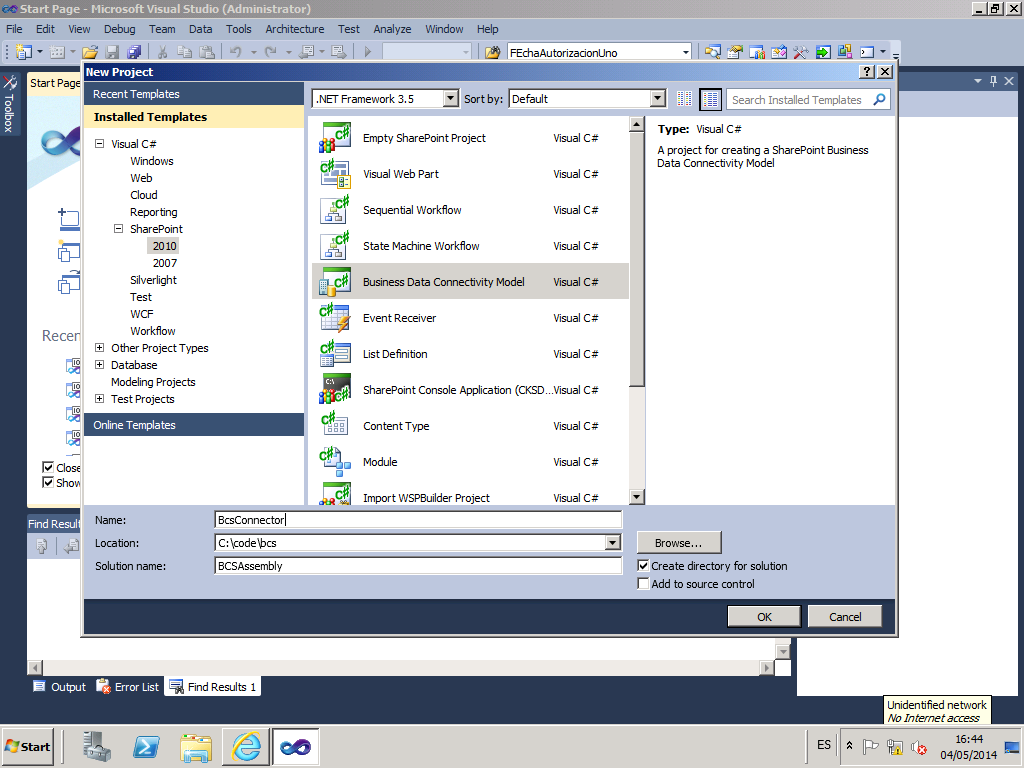 Start Page - Microsoft Visual Studio (Administrator)
File Edit View Debug Team Data Tools Architecture Test Analyze Window Help
FEchaAutorizacionUno
Toolbox
Start Page
New Project
Recent Templates
Installed Templates
Visual C#
Windows
Web
Cloud
Reporting
SharePoint
2010
2007
Silverlight
Test
WCF
Workflow
Other Project Types
Database
Modeling Projects
Test Projects
Online Templates
.NET Framework 3.5 Sort by: Default Search Installed Templates
Empty SharePoint Project Visual C#
Visual Web Part Visual C#
Sequential Workflow Visual C#
State Machine Workflow Visual C#
Business Data Connectivity Model Visual C#
Event Receiver Visual C#
List Definition Visual C#
SharePoint Console Application (CKSD... Visual C#
Content Type Visual C#
Module Visual C#
Import WSPBuilder Project Visual C#
Type: Visual C#
A project for creating a SharePoint Business
Data Connectivity Model
Recen
Close
Show
Find Result
Name: BcsConnector
Location: C:\code\bcs Browse...
Solution name: BCSAssembly
Create directory for solution
Add to source control
OK Cancel
Output Error List Find Results 1
Unidentified network
No Internet access
Start ES 16:44
04/05/2014